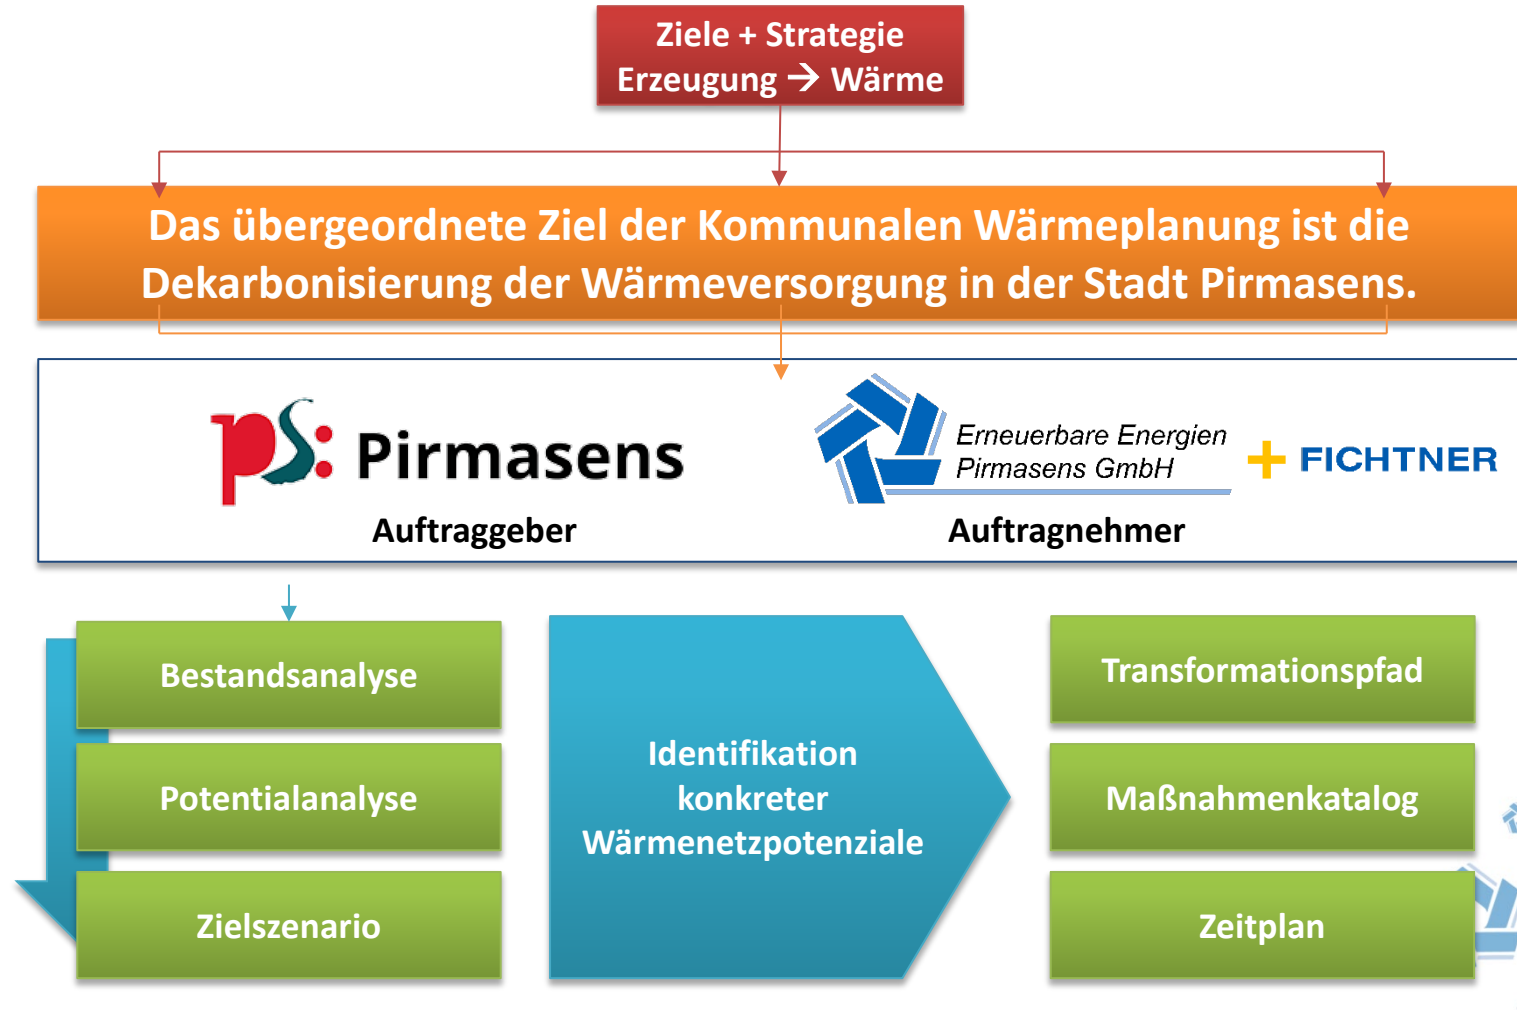 Ziele + Strategie
Erzeugung → Wärme
Das übergeordnete Ziel der Kommunalen Wärmeplanung ist die
Dekarbonisierung der Wärmeversorgung in der Stadt Pirmasens.
ps: Pirmasens
Auftraggeber
Erneuerbare Energien
Pirmasens GmbH
+ FICHTNER
Auftragnehmer
Bestandsanalyse
Potentialanalyse
Zielszenario
Identifikation
konkreter
Wärmenetzpotenziale
Transformationspfad
Maßnahmenkatalog
Zeitplan